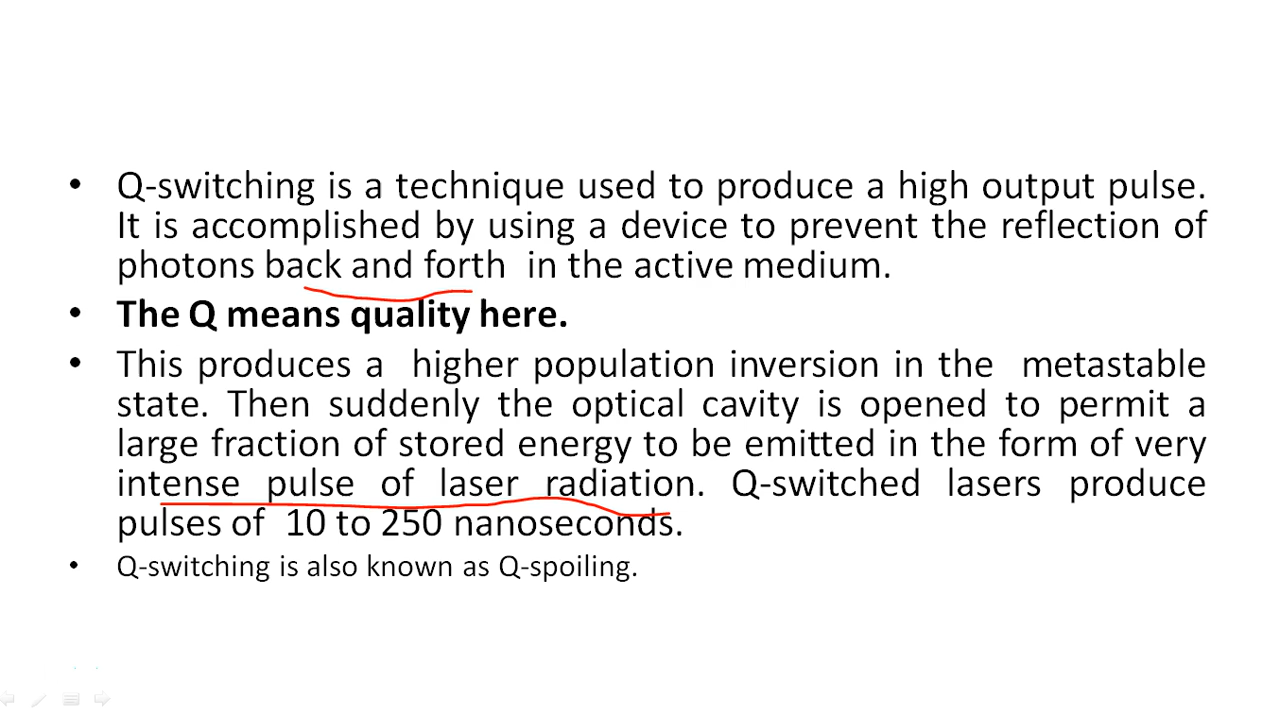 • Q-switching is a technique used to produce a high output pulse.
It is accomplished by using a device to prevent the reflection of
photons back and forth in the active medium.
• The Q means quality here.
• This produces a higher population inversion in the metastable
state. Then suddenly the optical cavity is opened to permit a
large fraction of stored energy to be emitted in the form of very
intense pulse of laser radiation. Q-switched lasers produce
pulses of 10 to 250 nanoseconds.
• Q-switching is also known as Q-spoiling.